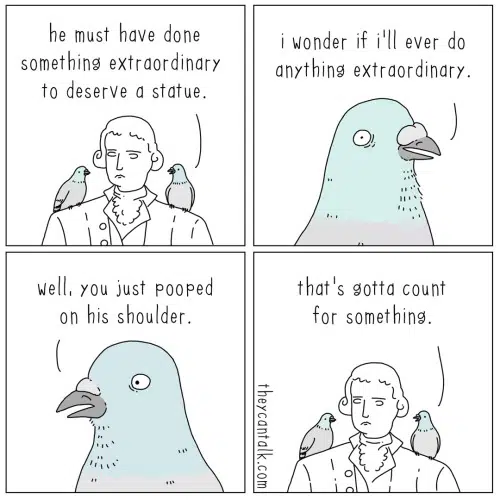 he must have done
something extraordinary
to deserve a statue.
i wonder if i'll ever do
anything extraordinary.
well, you just pooped
on his shoulder.
that's gotta count
for something.
theycantalk.com